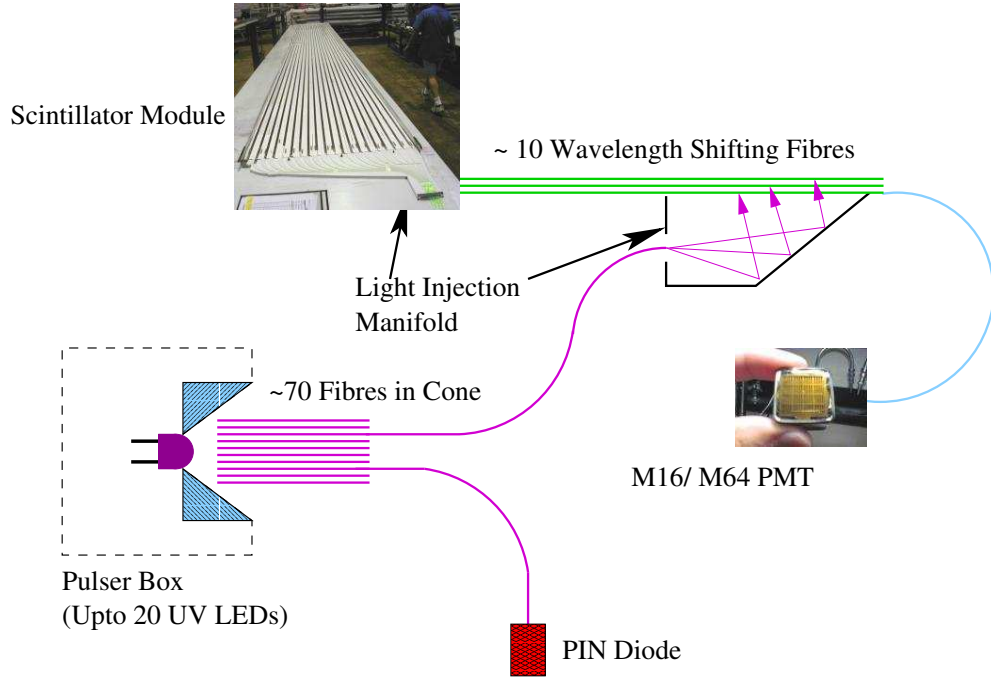 Scintillator Module
~ 10 Wavelength Shifting Fibres
Light Injection
Manifold
~70 Fibres in Cone
M16/ M64 PMT
Pulser Box
(Upto 20 UV LEDs)
PIN Diode